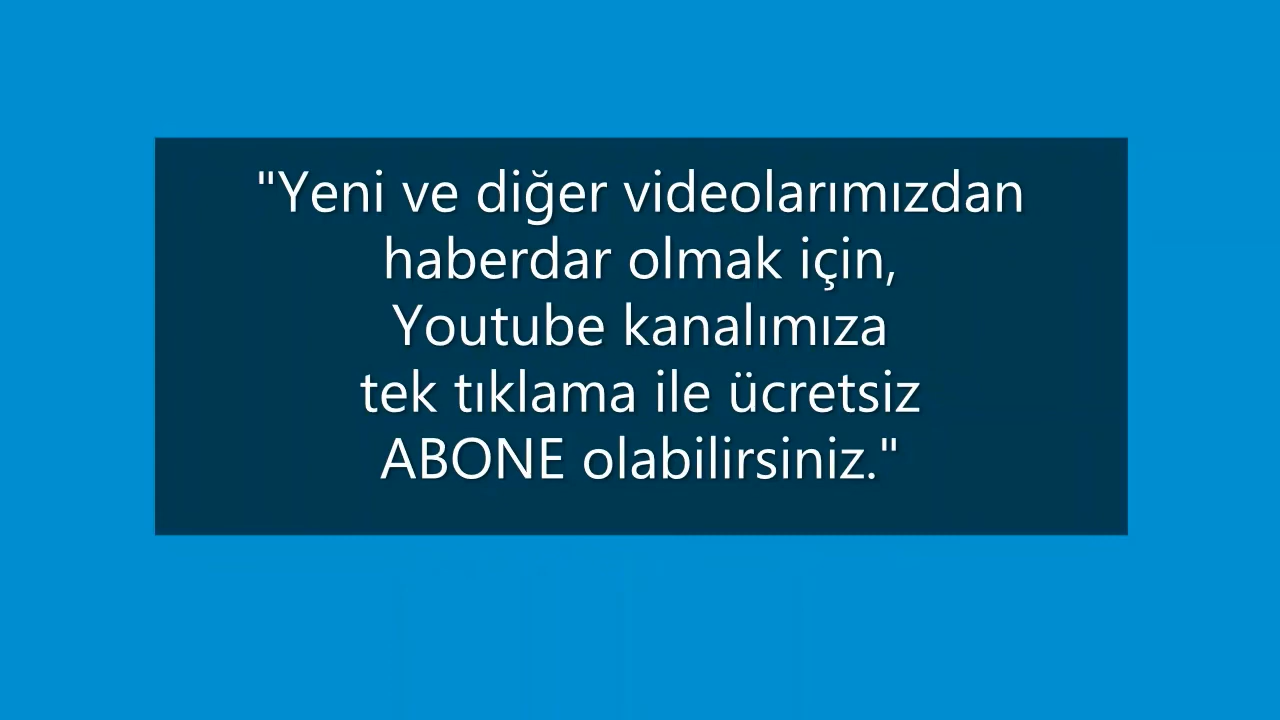 "Yeni ve diğer videolarımızdan
haberdar olmak için,
Youtube kanalımıza
tek tıklama ile ücretsiz
ABONE olabilirsiniz."